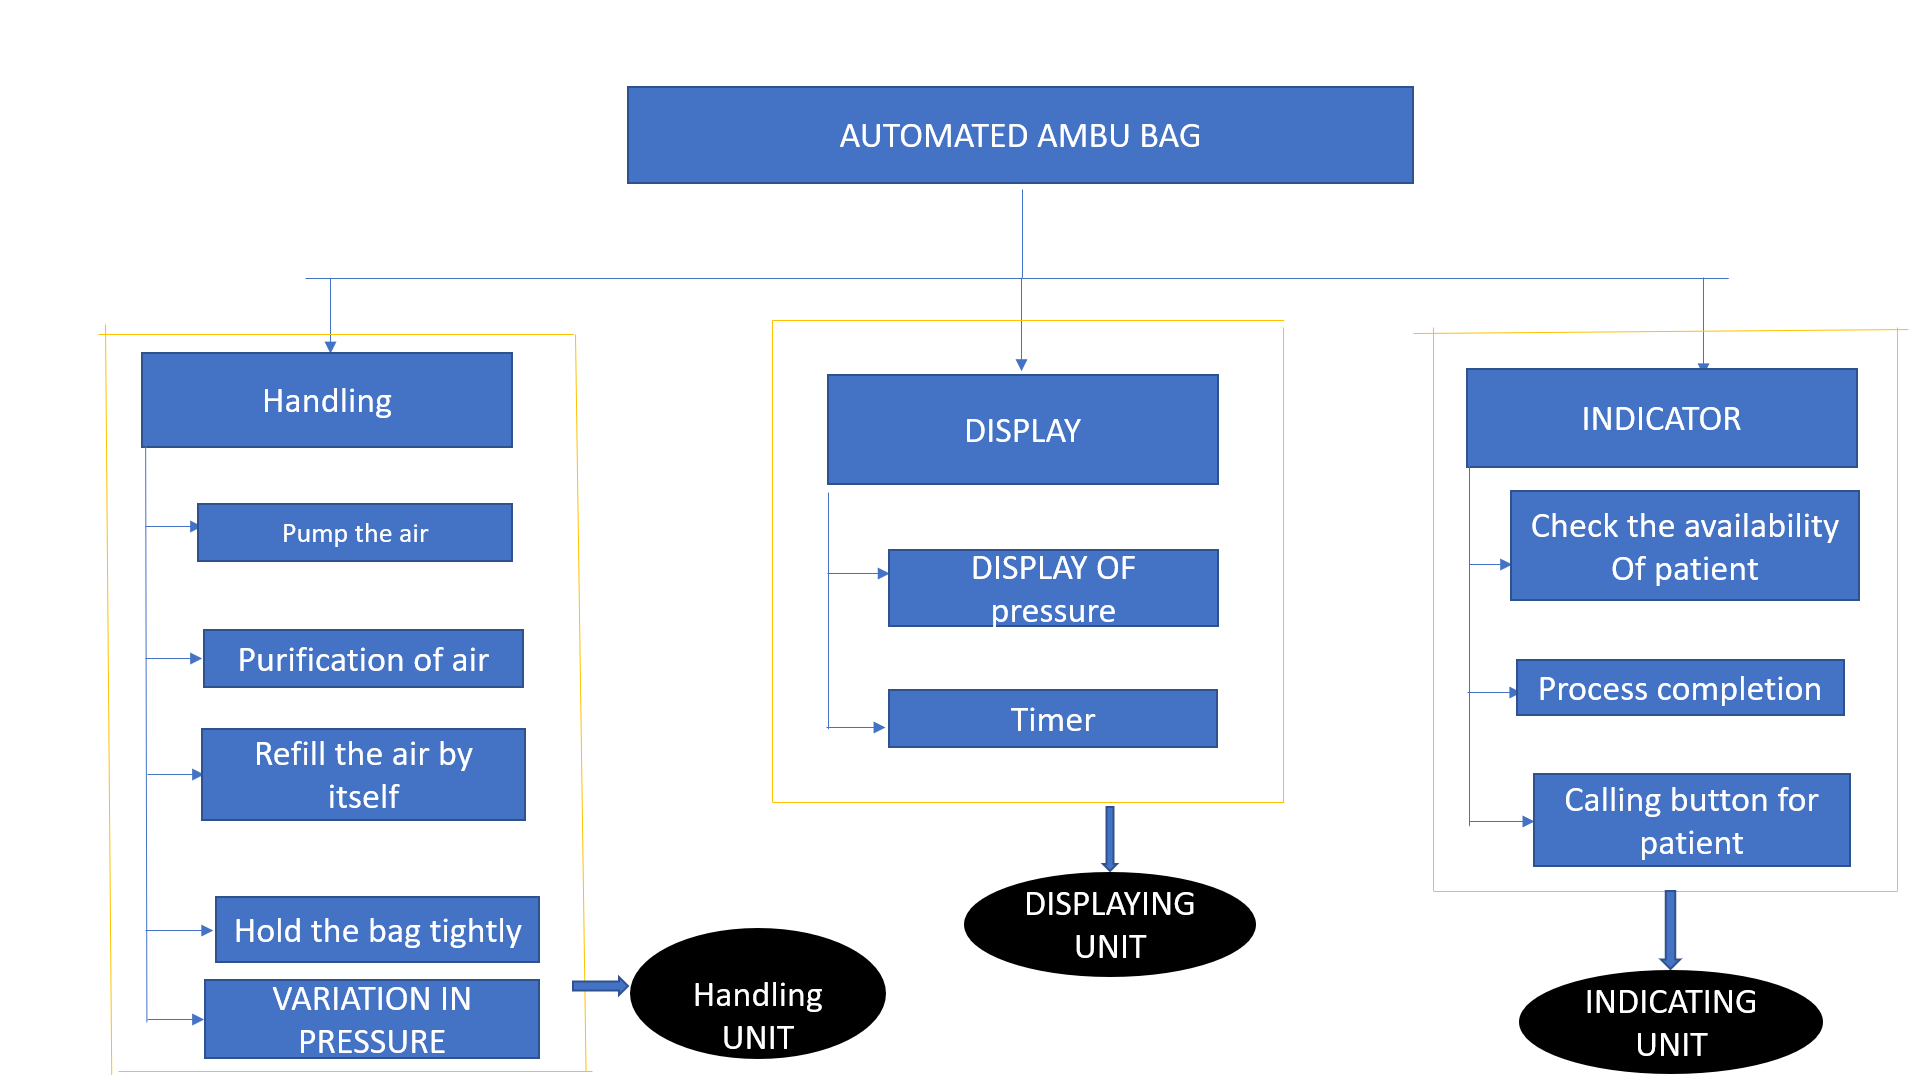 AUTOMATED AMBU BAG
Handling
Pump the air
Purification of air
Refill the air by
itself
Hold the bag tightly
VARIATION IN
PRESSURE
Handling
UNIT
DISPLAY
DISPLAY OF
pressure
Timer
DISPLAYING
UNIT
INDICATOR
Check the availability
Of patient
Process completion
Calling button for
patient
INDICATING
UNIT